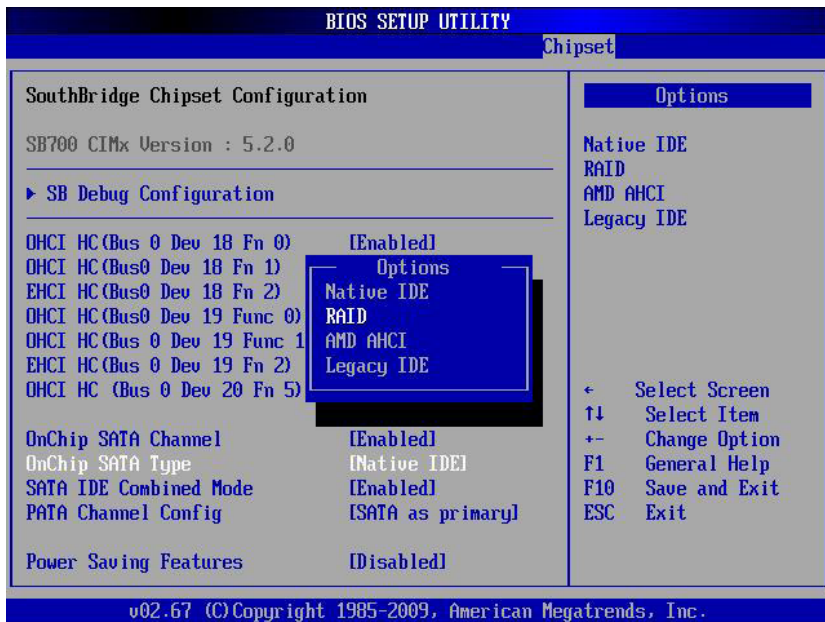 BIOS SETUP UTILITY
Chipset
SouthBridge Chipset Configuration
SB700 CIMx Version : 5.2.0
▶ SB Debug Configuration
OHCI HC(Bus 0 Dev 18 Fn 0) [Enabled]
OHCI HC(Bus0 Dev 18 Fn 1)
EHCI HC(Bus0 Dev 18 Fn 2)
OHCI HC(Bus0 Dev 19 Func 0)
OHCI HC(Bus 0 Dev 19 Func 1
EHCI HC(Bus 0 Dev 19 Fn 2)
OHCI HC (Bus 0 Dev 20 Fn 5)
OnChip SATA Channel [Enabled]
OnChip SATA Type [Native IDE]
SATA IDE Combined Mode [Enabled]
PATA Channel Config [SATA as primary]
Power Saving Features [Disabled]
Options
Native IDE
RAID
AMD AHCI
Legacy IDE
Options
Native IDE
RAID
AMD AHCI
Legacy IDE
← Select Screen
↑↓ Select Item
+- Change Option
F1 General Help
F10 Save and Exit
ESC Exit
v02.67 (C)Copyright 1985-2009, American Megatrends, Inc.